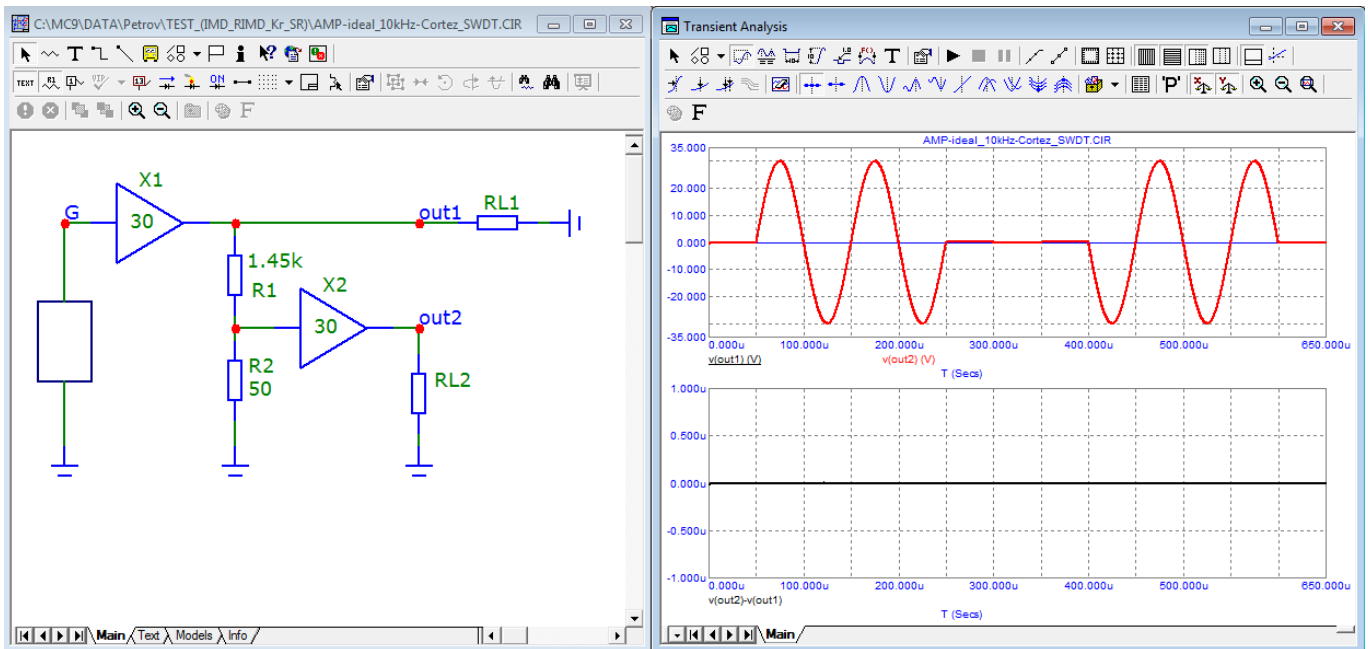 C:\MC9\DATA\Petrov\TEST_(IMD_RIMD_Kr_SR)\AMP-ideal_10kHz-Cortez_SWDT.CIR
T
TEXT R1 ON
F
X1
G
30
out1
RL1
1.45k
R1
X2
30
out2
R2
50
RL2
Main Text Models Info
Transient Analysis
T
'P'
F
AMP-ideal_10kHz-Cortez_SWDT.CIR
35.000
20.000
10.000
0.000
-10.000
-20.000
-35.000
0.000u 100.000u 200.000u 300.000u 400.000u 500.000u 650.000u
v(out1) (V) v(out2) (V)
T (Secs)
1.000u
0.500u
0.000u
-0.500u
-1.000u
0.000u 100.000u 200.000u 300.000u 400.000u 500.000u 650.000u
v(out2)-v(out1)
T (Secs)
Main